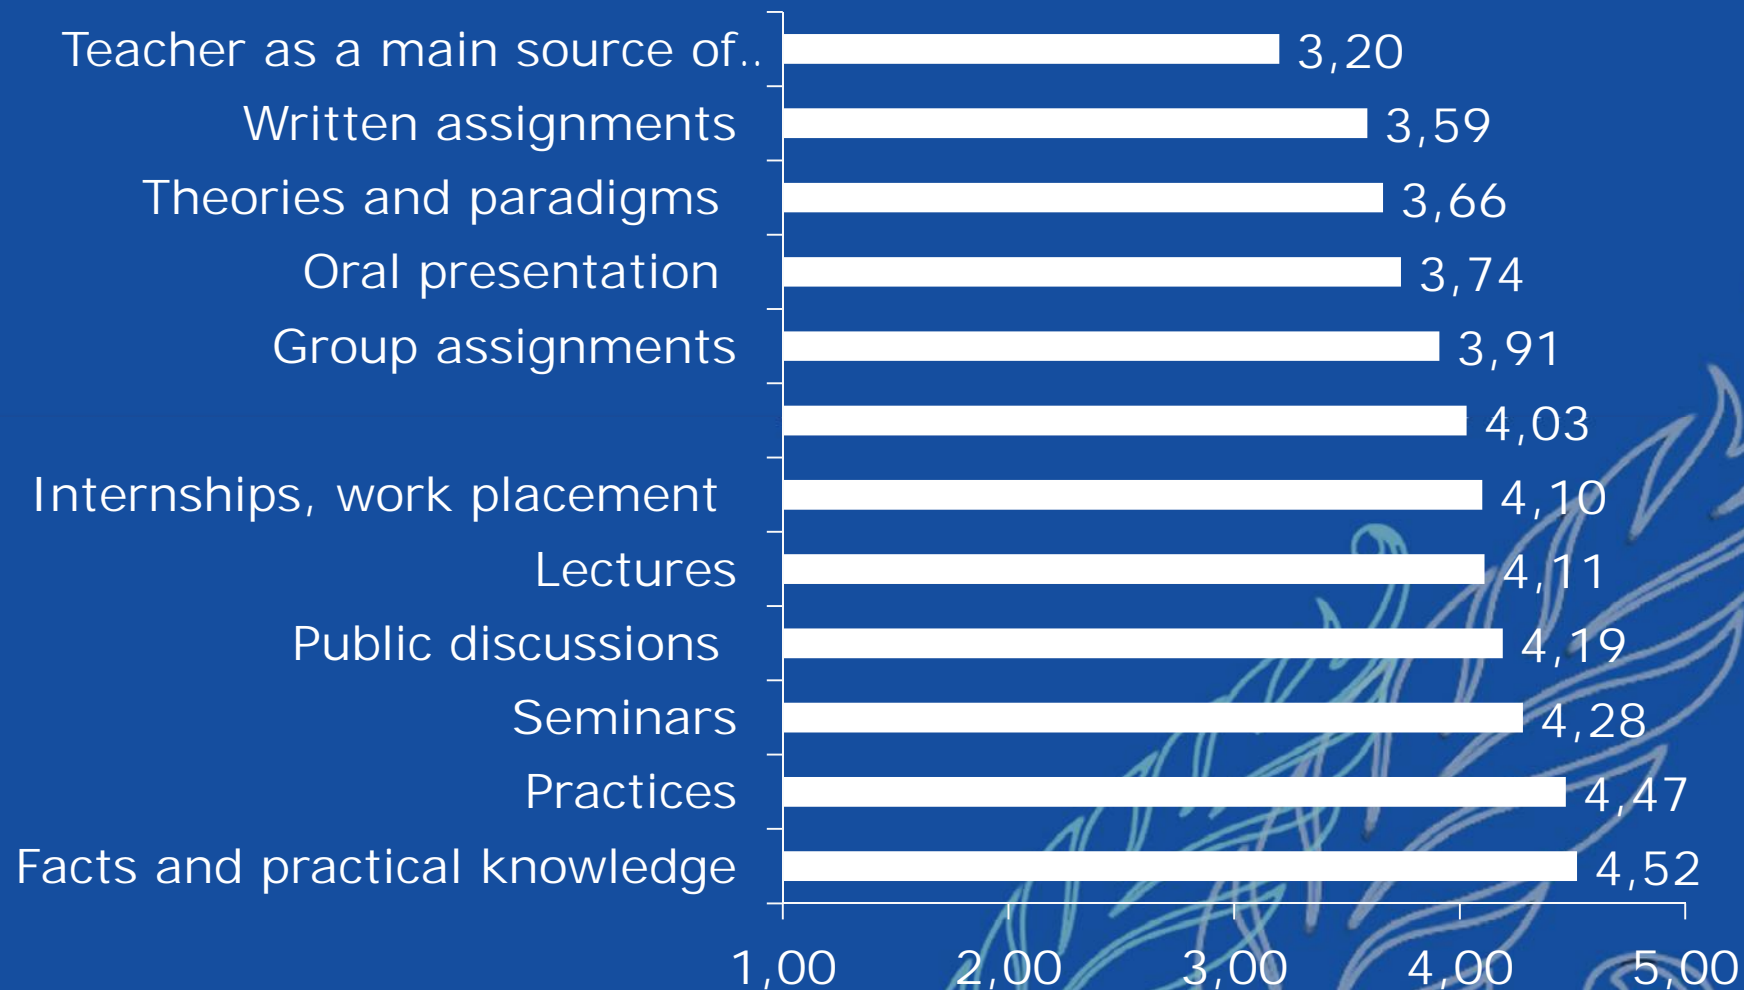 Teacher as a main source of.. 3,20
Written assignments 3,59
Theories and paradigms 3,66
Oral presentation 3,74
Group assignments 3,91
4,03
Internships, work placement 4,10
Lectures 4,11
Public discussions 4,19
Seminars 4,28
Practices 4,47
Facts and practical knowledge 4,52
1,00 2,00 3,00 4,00 5,00